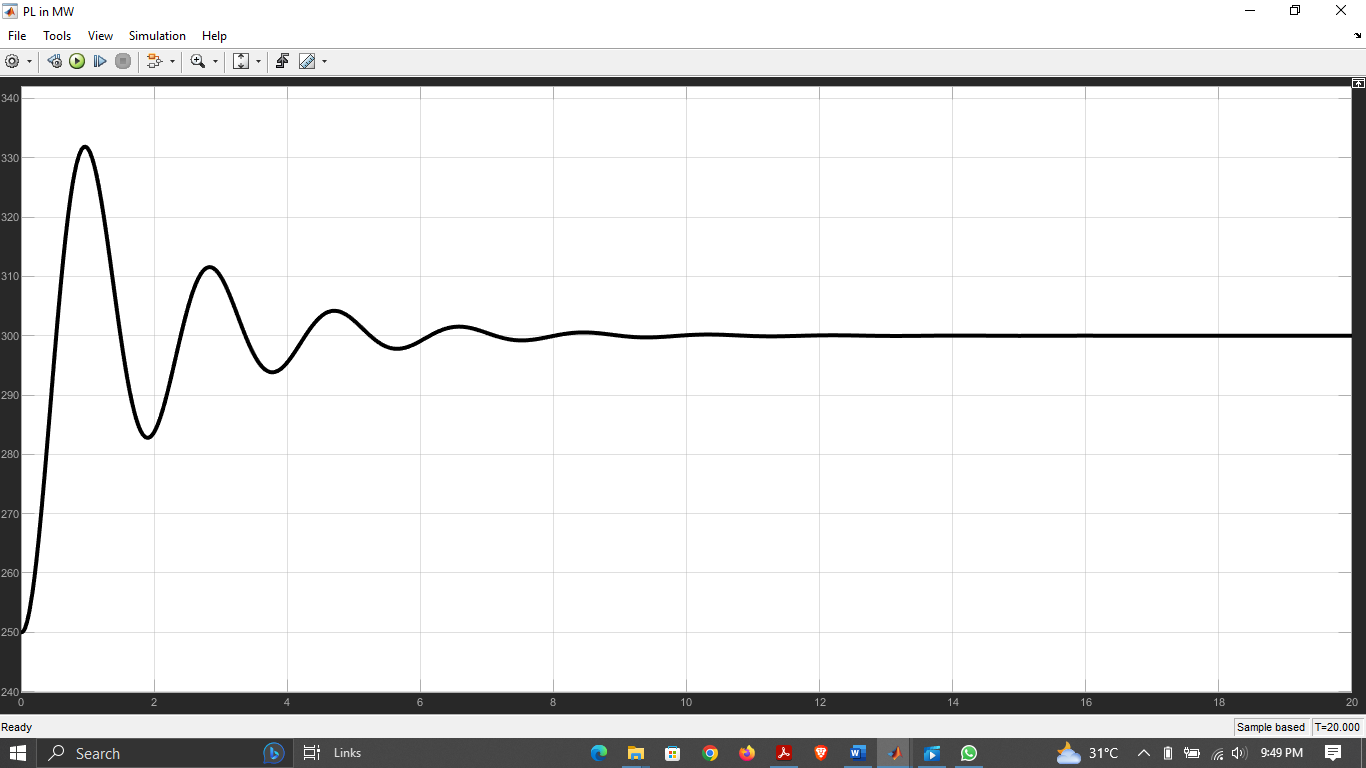 PL in MW
File Tools View Simulation Help
340
330
320
310
300
290
280
270
260
250
240
0 2 4 6 8 10 12 14 16 18 20
Ready Sample based T=20.000
Search Links 31°C 9:49 PM